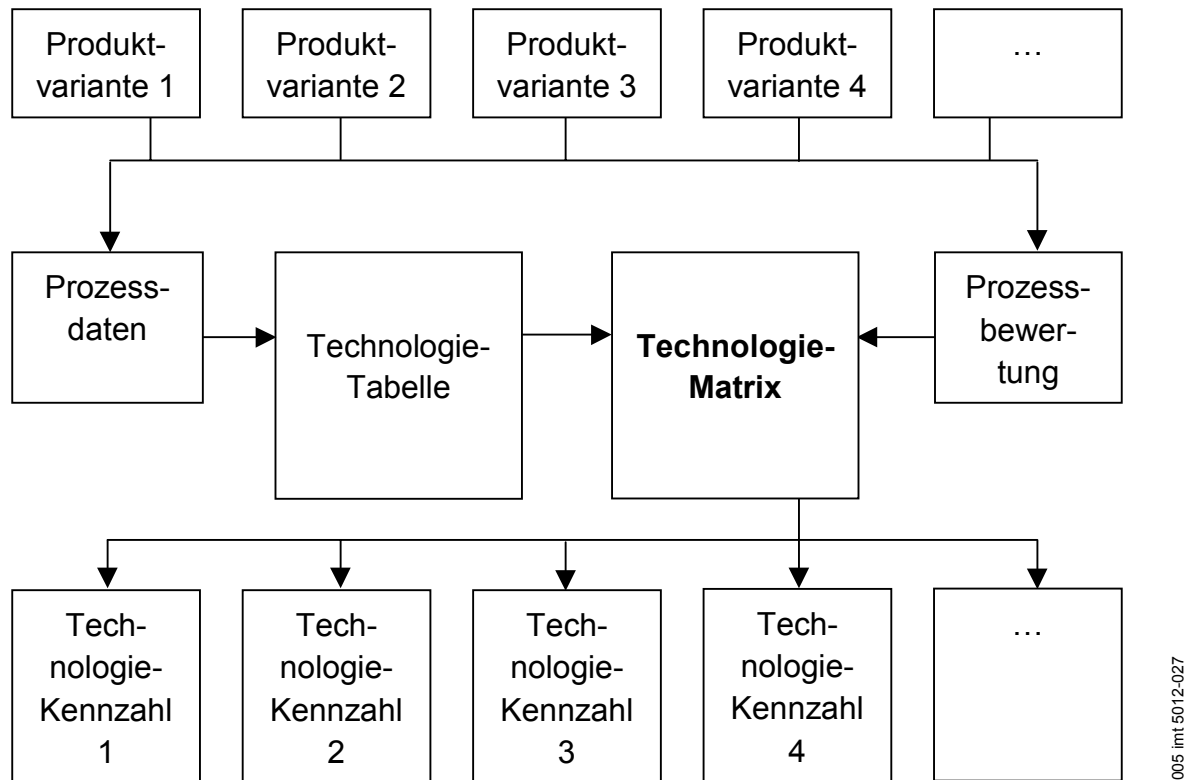 Produkt-
variante 1
Produkt-
variante 2
Produkt-
variante 3
Produkt-
variante 4
…
Prozess-
daten
Technologie-
Tabelle
Technologie-
Matrix
Prozess-
bewer-
tung
Tech-
nologie-
Kennzahl
1
Tech-
nologie-
Kennzahl
2
Tech-
nologie-
Kennzahl
3
Tech-
nologie-
Kennzahl
4
…
005 imt 5012-027